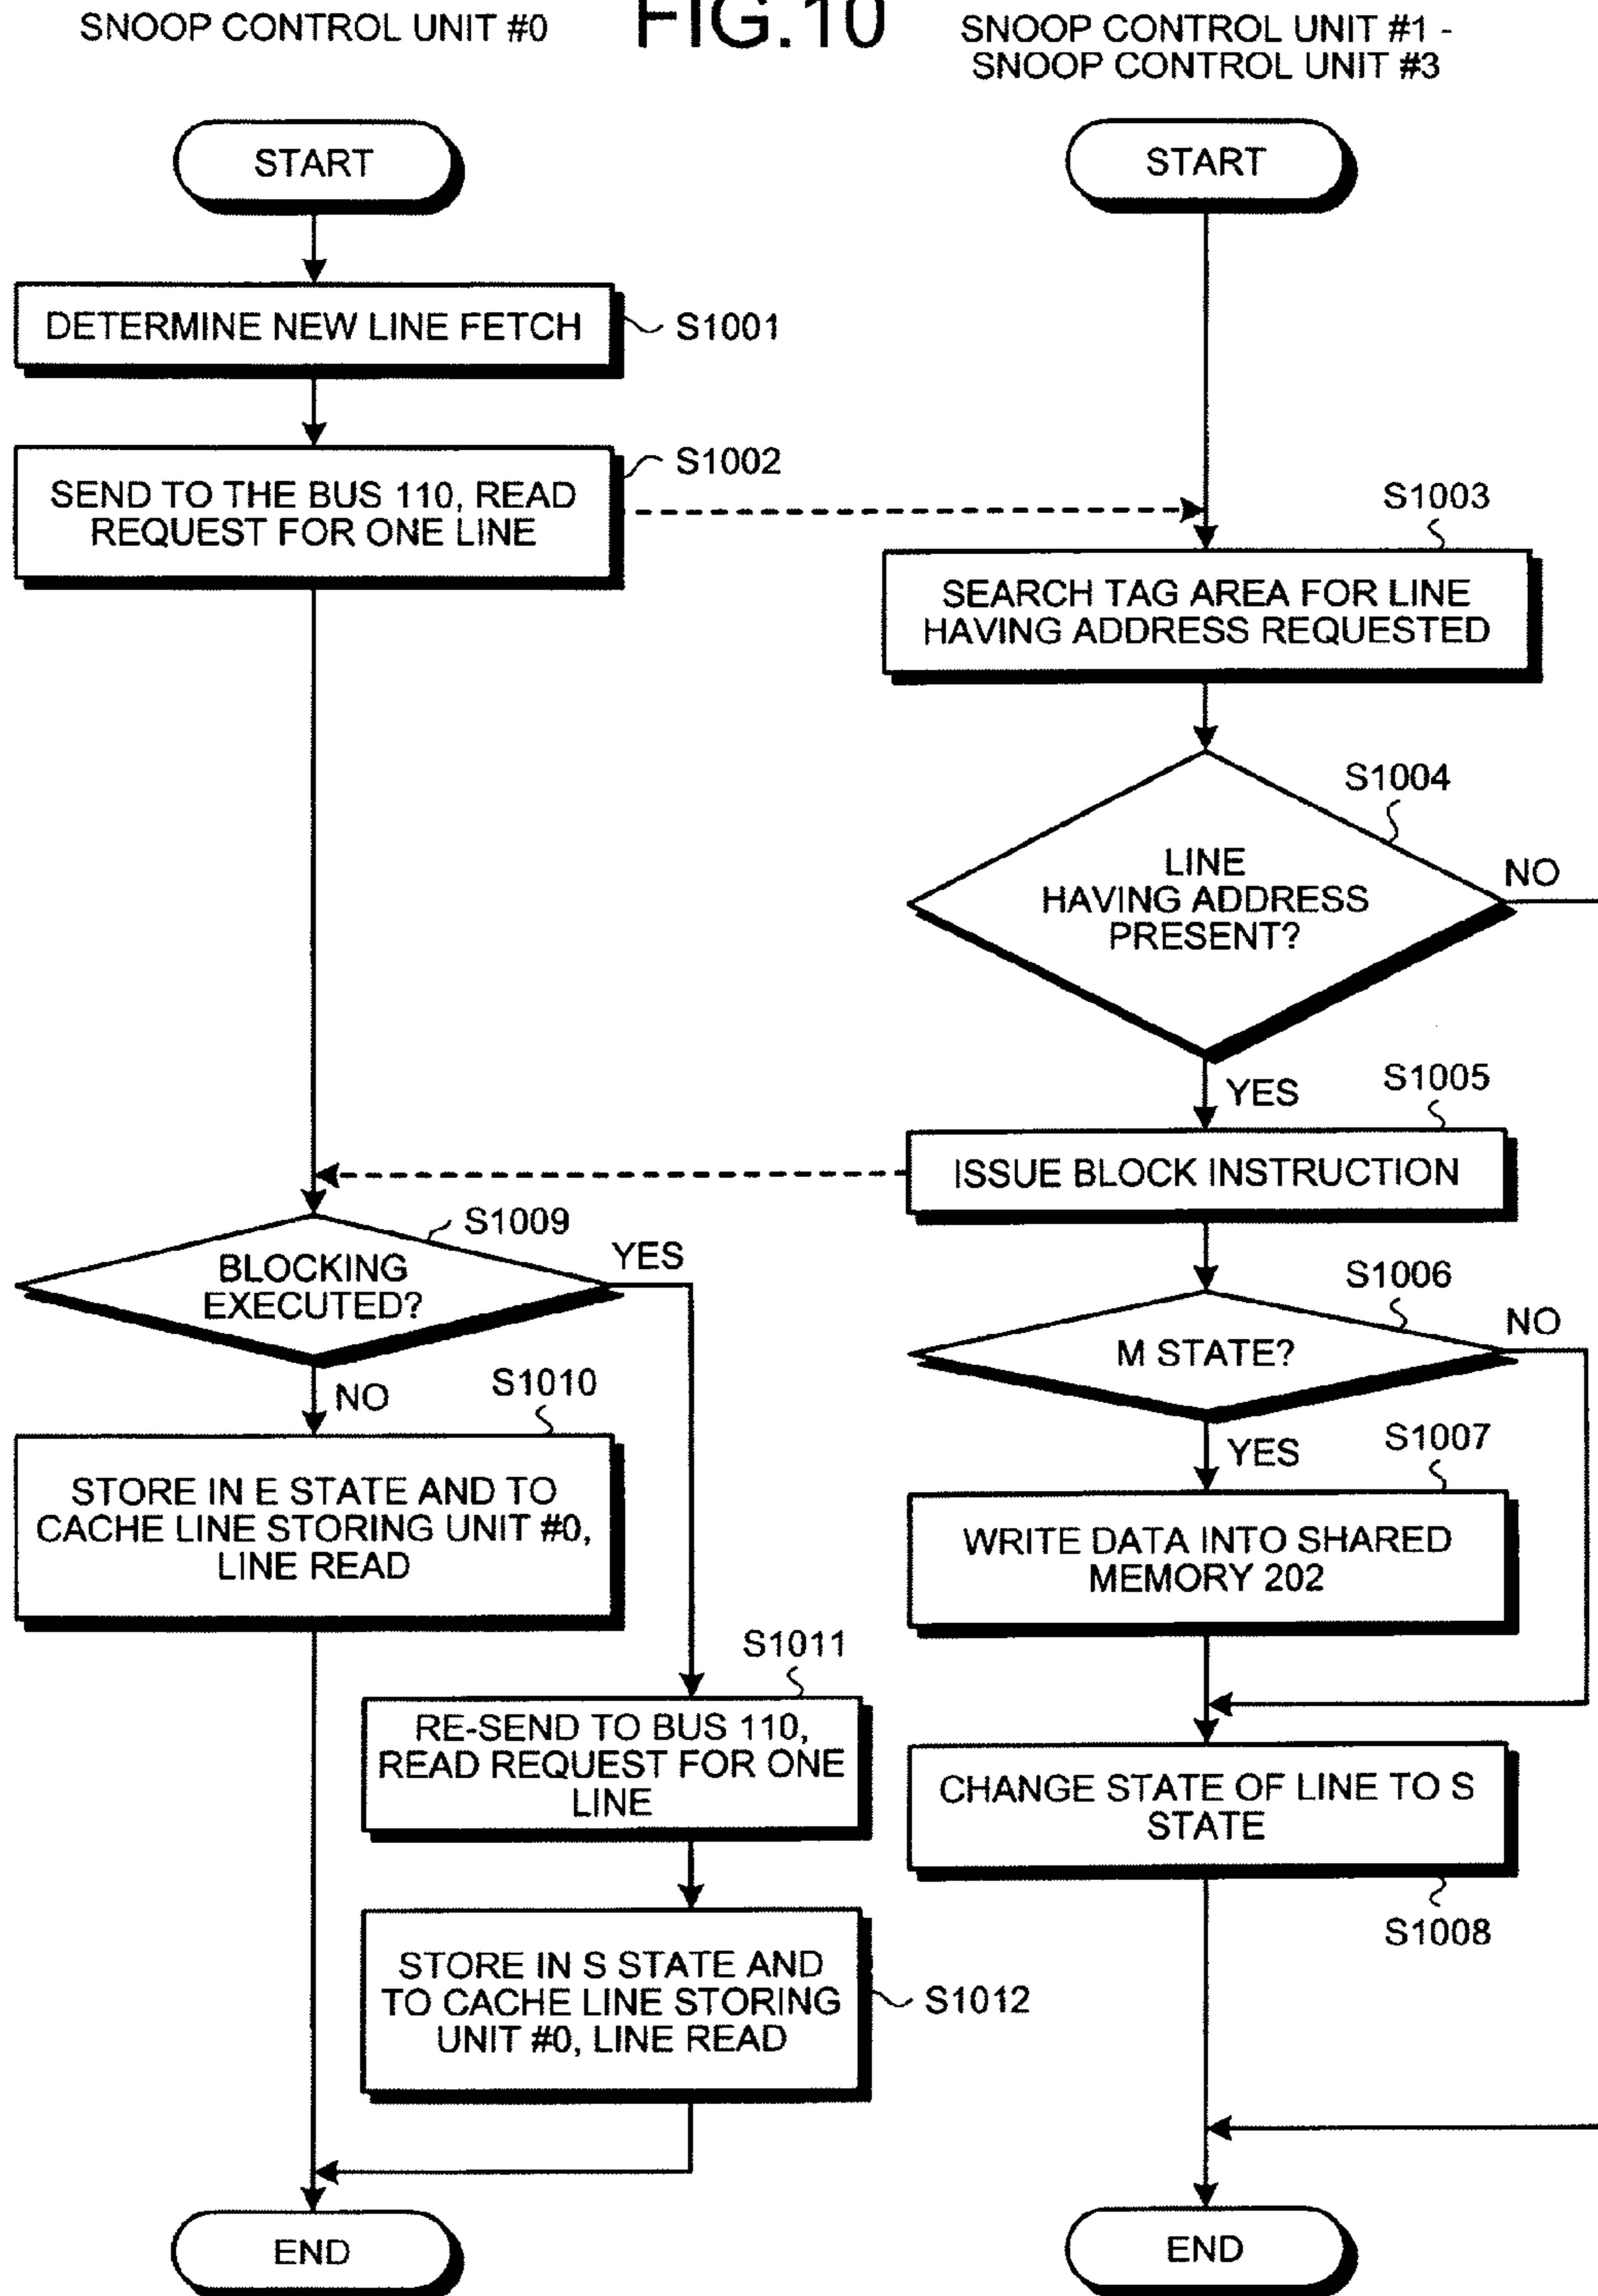 SNOOP CONTROL UNIT #0
FIG.10
SNOOP CONTROL UNIT #1 -
SNOOP CONTROL UNIT #3
START
START
DETERMINE NEW LINE FETCH
S1001
SEND TO THE BUS 110, READ
REQUEST FOR ONE LINE
S1002
S1003
SEARCH TAG AREA FOR LINE
HAVING ADDRESS REQUESTED
S1004
LINE
HAVING ADDRESS
PRESENT?
NO
YES
S1005
ISSUE BLOCK INSTRUCTION
S1009
BLOCKING
EXECUTED?
YES
NO
S1006
M STATE?
NO
YES
S1010
STORE IN E STATE AND TO
CACHE LINE STORING UNIT #0,
LINE READ
S1007
WRITE DATA INTO SHARED
MEMORY 202
S1011
RE-SEND TO BUS 110,
READ REQUEST FOR ONE
LINE
CHANGE STATE OF LINE TO S
STATE
S1008
STORE IN S STATE AND
TO CACHE LINE STORING
UNIT #0, LINE READ
S1012
END
END